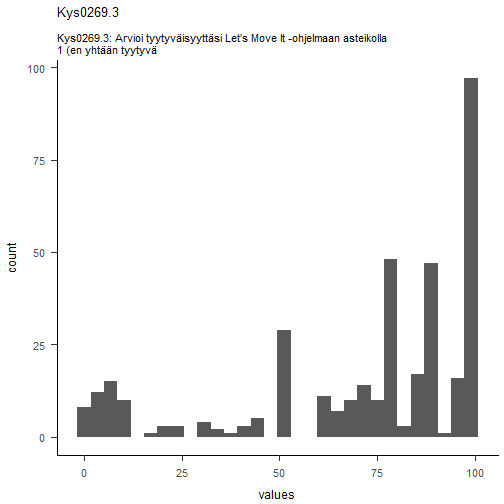 Kys0269.3
Kys0269.3: Arvioi tyytyväisyyttäsi Let's Move It -ohjelmaan asteikolla
1 (en yhtään tyytyvä
100
75
50
25
0
count
0 25 50 75 100
values